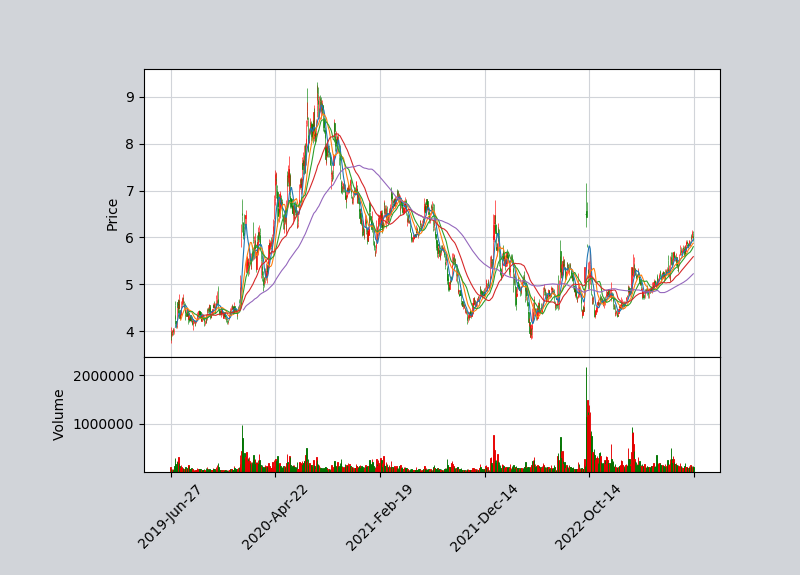 Price
9
8
7
6
5
4
Volume
2000000
1000000
2019-Jun-27
2020-Apr-22
2021-Feb-19
2021-Dec-14
2022-Oct-14